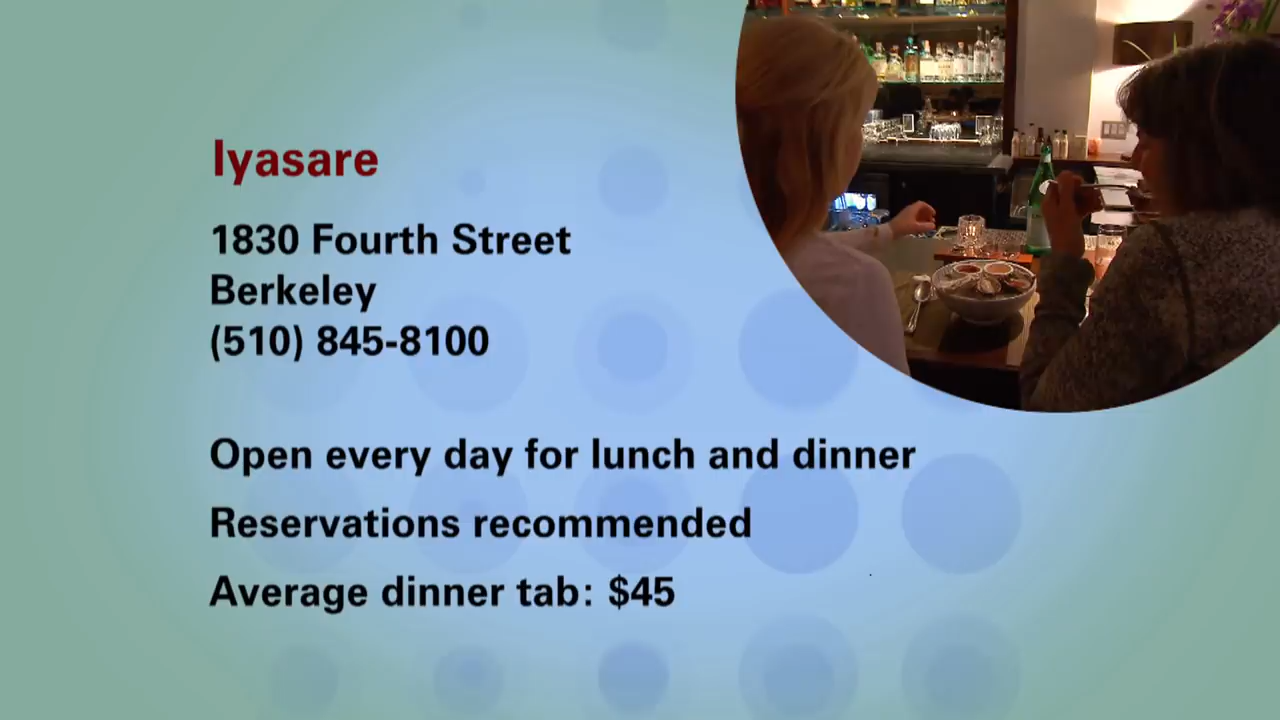 Iyasare
1830 Fourth Street
Berkeley
(510) 845-8100
Open every day for lunch and dinner
Reservations recommended
Average dinner tab: $45